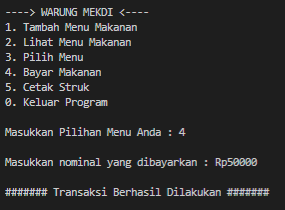 ----> WARUNG MEKDI <----
1. Tambah Menu Makanan
2. Lihat Menu Makanan
3. Pilih Menu
4. Bayar Makanan
5. Cetak Struk
0. Keluar Program
Masukkan Pilihan Menu Anda : 4
Masukkan nominal yang dibayarkan : Rp50000
####### Transaksi Berhasil Dilakukan #######